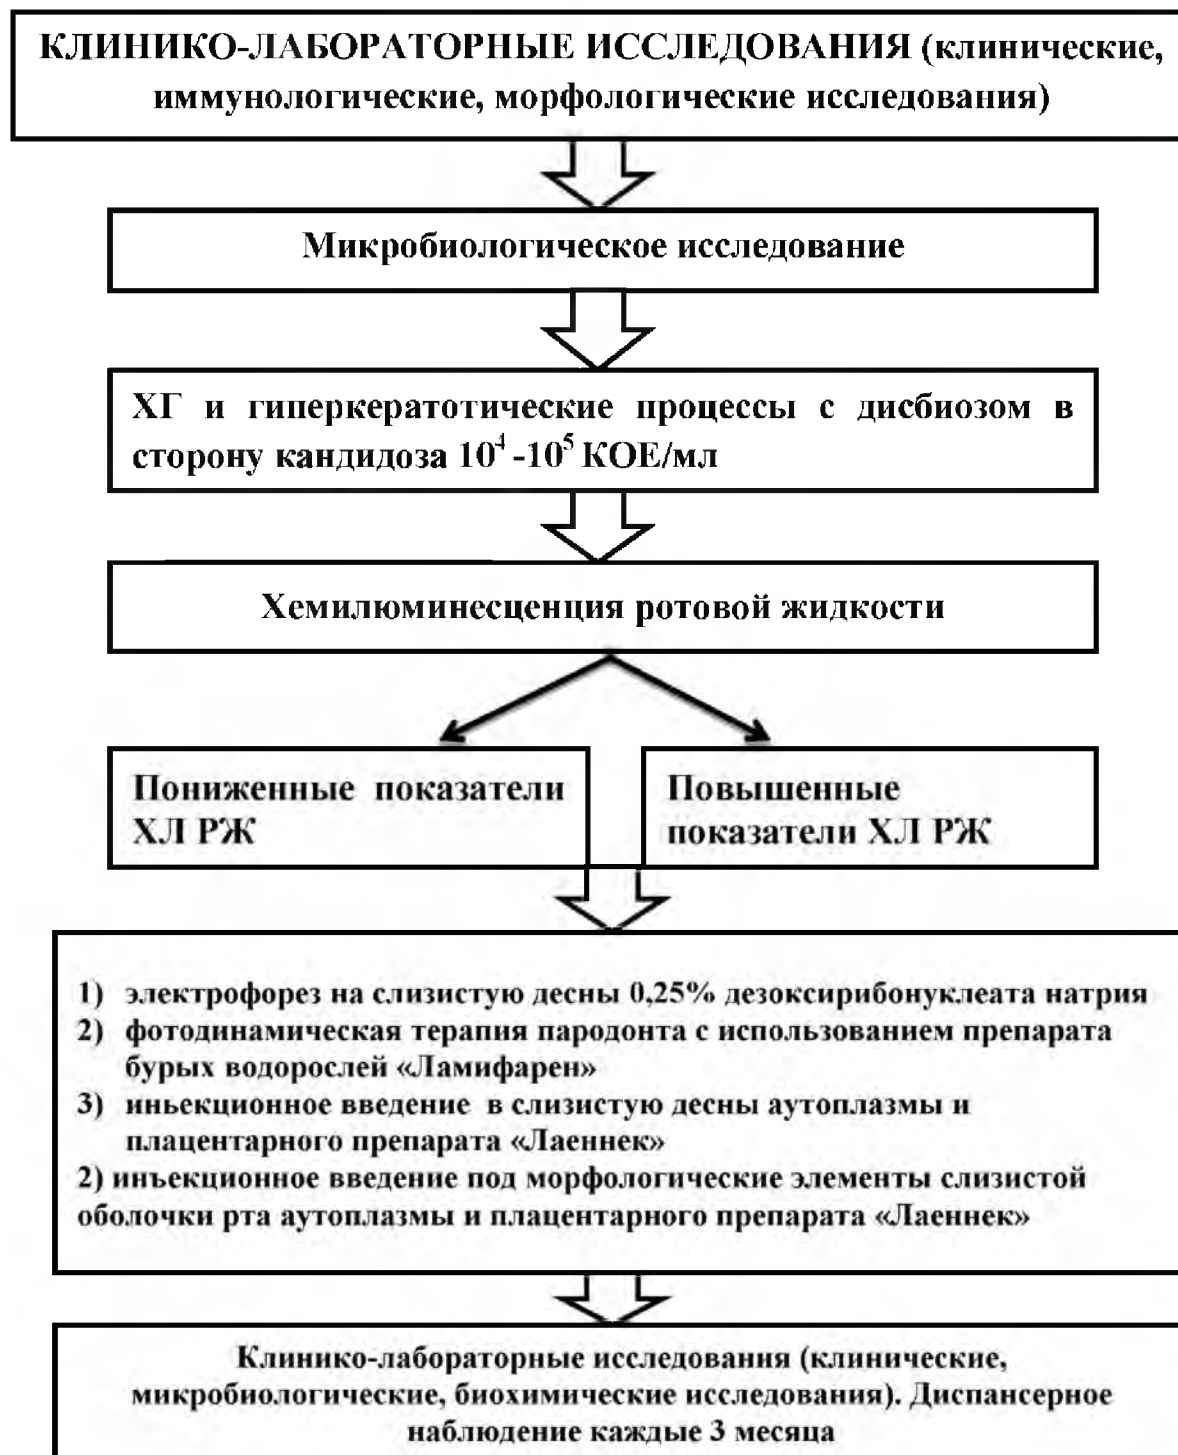 КЛИНИКО-ЛАБОРАТОРНЫЕ ИССЛЕДОВАНИЯ (клинические,
иммунологические, морфологические исследования)
Микробиологическое исследование
ХГ и гиперкератотические процессы с дисбиозом в
сторону кандидоза 10⁴ -10⁵ КОЕ/мл
Хемилюминесценция ротовой жидкости
Пониженные показатели
ХЛ РЖ
Повышенные
показатели ХЛ РЖ
1) электрофорез на слизистую десны 0,25% дезоксирибонуклеата натрия
2) фотодинамическая терапия пародонта с использованием препарата
бурых водорослей «Ламифарен»
3) иньекционное введение в слизистую десны аутоплазмы и
плацентарного препарата «Лаеннек»
2) инъекционное введение под морфологические элементы слизистой
оболочки рта аутоплазмы и плацентарного препарата «Лаеннек»
Клинико-лабораторные исследования (клинические,
микробиологические, биохимические исследования). Диспансерное
наблюдение каждые 3 месяца